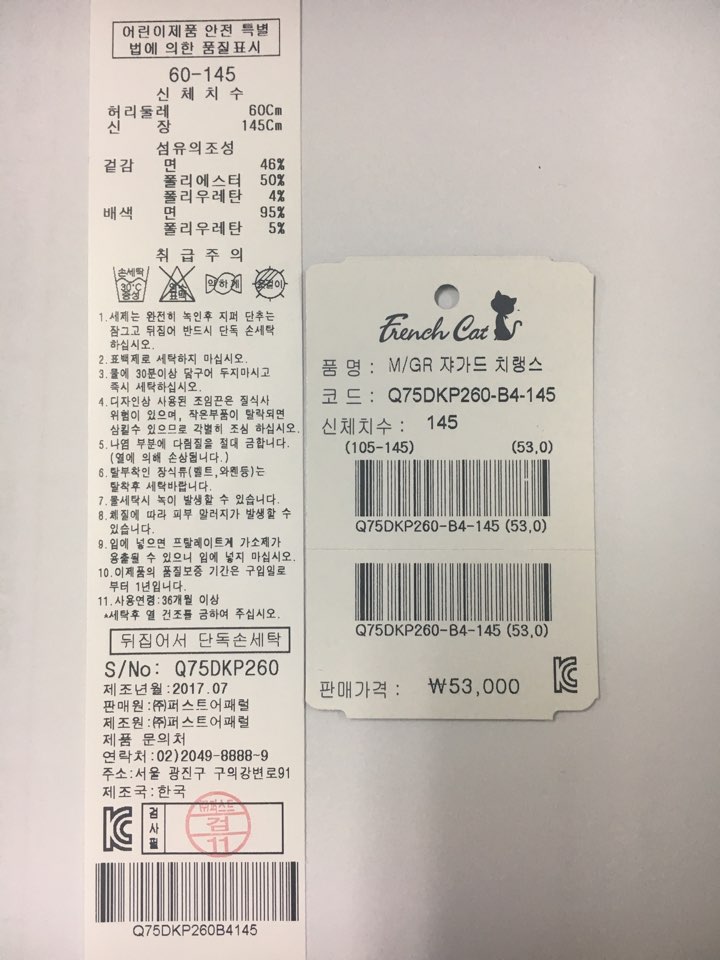 어린이제품 안전 특별
법에 의한 품질표시
60-145
신 체 치 수
허리둘레 60Cm
신 장 145Cm
섬유의조성
겉감 면 46%
폴리에스터 50%
폴리우레탄 4%
배색 면 95%
폴리우레탄 5%
취 급 주 의
손세탁
30°C
중성
염소
표백
약하게
옷걸이
1.세제는 완전히 녹인후 지퍼 단추는
잠그고 뒤집어 반드시 단독 손세탁
하십시오.
2.표백제로 세탁하지 마십시오.
3.물에 30분이상 담구어 두지마시고
즉시 세탁하십시오.
4.디자인상 사용된 조임끈은 질식사
위험이 있으며, 작은부품이 탈락되면
삼킬수 있으므로 각별히 조심 하십시오.
5.나염 부분에 다림질을 절대 금합니다.
(열에 의해 손상됩니다.)
6.탈부착인 장식류(벨트,와펜등)는
탈착후 세탁바랍니다.
7.물세탁시 녹이 발생할 수 있습니다.
8.체질에 따라 피부 알러지가 발생할 수
있습니다.
9.입에 넣으면 프탈레이트계 가소제가
용출될 수 있으니 입에 넣지 마십시오.
10.이제품의 품질보증 기간은 구입일로
부터 1년입니다.
11.사용연령:36개월 이상
*세탁후 열 건조를 금하여 주십시오.
뒤집어서 단독손세탁
S/No: Q75DKP260
제조년월:2017.07
판매원:㈜퍼스트어패럴
제조원:㈜퍼스트어패럴
제품 문의처
연락처:02)2049-8888~9
주소:서울 광진구 구의강변로91
제조국:한국
검사필
㈜퍼스트
검
11
Q75DKP260B4145
French Cat
품 명 : M/GR 쟈가드 치랭스
코 드 : Q75DKP260-B4-145
신체치수 : 145
(105-145) (53,0)
Q75DKP260-B4-145 (53,0)
Q75DKP260-B4-145 (53,0)
판매가격 : ₩53,000